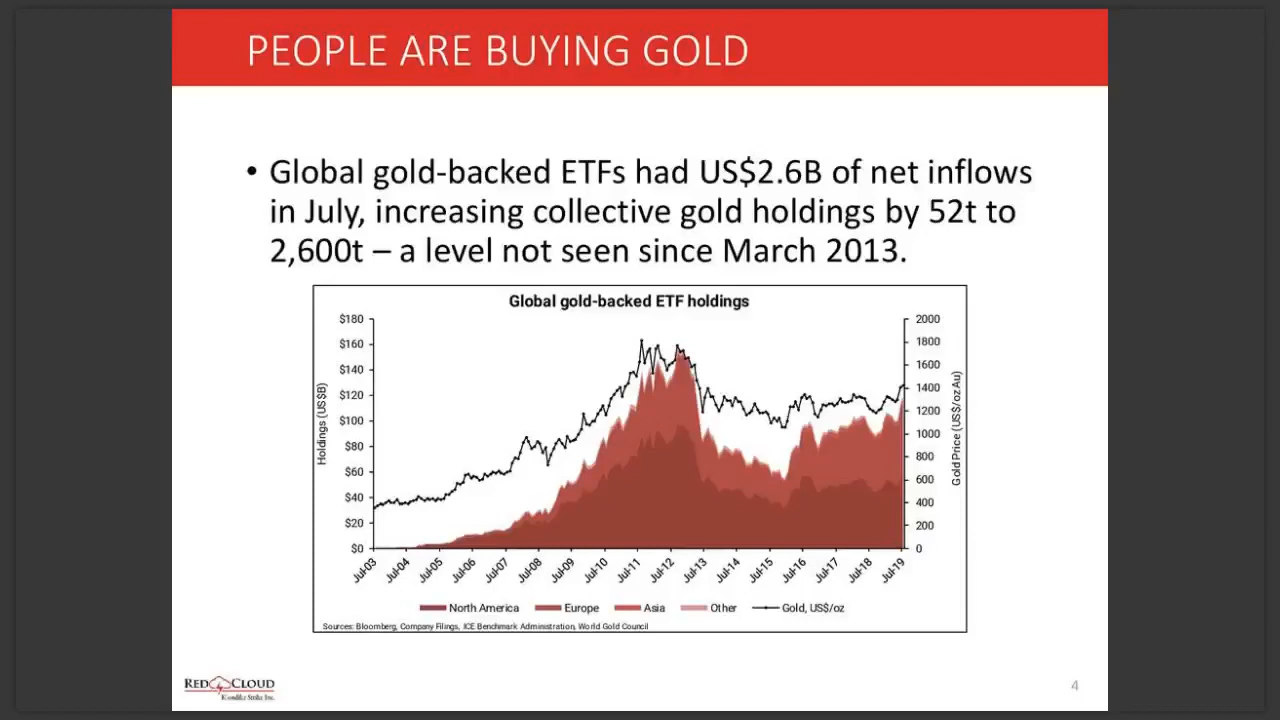 PEOPLE ARE BUYING GOLD
• Global gold-backed ETFs had US$2.6B of net inflows
in July, increasing collective gold holdings by 52t to
2,600t – a level not seen since March 2013.
Global gold-backed ETF holdings
Holdings (US$B)
$180
$160
$140
$120
$100
$80
$60
$40
$20
$0
2000
1800
1600
1400
1200
1000
800
600
400
200
0
Gold Price (US$/oz Au)
Jul-03
Jul-04
Jul-05
Jul-06
Jul-07
Jul-08
Jul-09
Jul-10
Jul-11
Jul-12
Jul-13
Jul-14
Jul-15
Jul-16
Jul-17
Jul-18
Jul-19
North America Europe Asia Other Gold, US$/oz
Sources: Bloomberg, Company Filings, ICE Benchmark Administration, World Gold Council
RED CLOUD
Klondike Strike Inc.
4